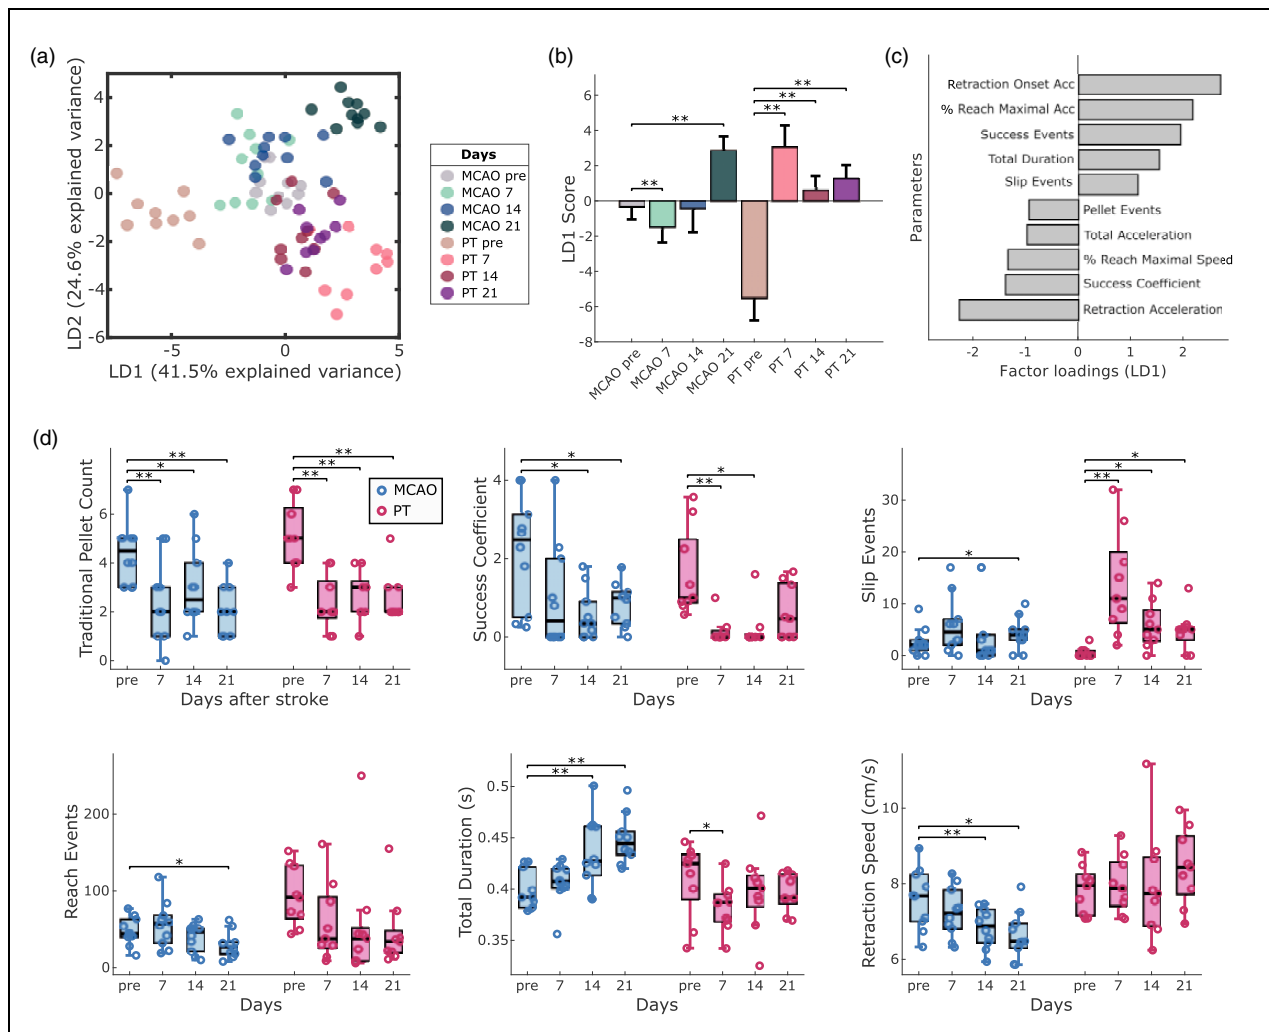 (a)
LD2 (24.6% explained variance)
4
2
0
-2
-4
-6
-5
0
5
LD1 (41.5% explained variance)
Days
MCAO pre
MCAO 7
MCAO 14
MCAO 21
PT pre
PT 7
PT 14
PT 21
(b)
LD1 Score
6
4
2
0
-2
-4
-6
-8
**
**
**
**
**
MCAO pre
MCAO 7
MCAO 14
MCAO 21
PT pre
PT 7
PT 14
PT 21
(c)
Parameters
Retraction Onset Acc
% Reach Maximal Acc
Success Events
Total Duration
Slip Events
Pellet Events
Total Acceleration
% Reach Maximal Speed
Success Coefficient
Retraction Acceleration
-2
-1
0
1
2
Factor loadings (LD1)
(d)
Traditional Pellet Count
6
4
2
0
**
*
**
**
**
**
MCAO
PT
pre
7
14
21
pre
7
14
21
Days after stroke
Success Coefficient
4
2
0
*
*
*
**
pre
7
14
21
pre
7
14
21
Days
Slip Events
30
20
10
0
*
*
*
**
pre
7
14
21
pre
7
14
21
Days
Reach Events
200
100
0
*
pre
7
14
21
pre
7
14
21
Days
Total Duration (s)
0.5
0.45
0.4
0.35
**
**
*
pre
7
14
21
pre
7
14
21
Days
Retraction Speed (cm/s)
10
8
6
*
**
pre
7
14
21
pre
7
14
21
Days